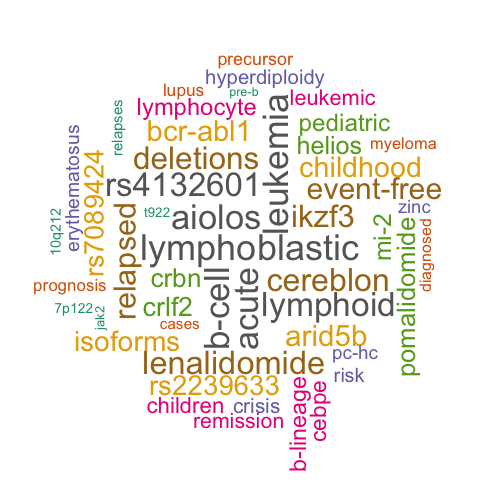 precursor
hyperdiploidy
lupus
pre-b
leukemic
lymphocyte
relapses
bcr-abl1
leukemia
pediatric
erythematosus
helios
myeloma
deletions
childhood
rs7089424
rs4132601
event-free
zinc
10q212
relapsed
t922
aiolos
ikzf3
mi-2
diagnosed
lymphoblastic
pomalidomide
prognosis
crbn
b-cell
acute
cereblon
7p122
jak2
crlf2
lymphoid
cases
isoforms
arid5b
lenalidomide
pc-hc
rs2239633
risk
children
crisis
b-lineage
cebpe
remission